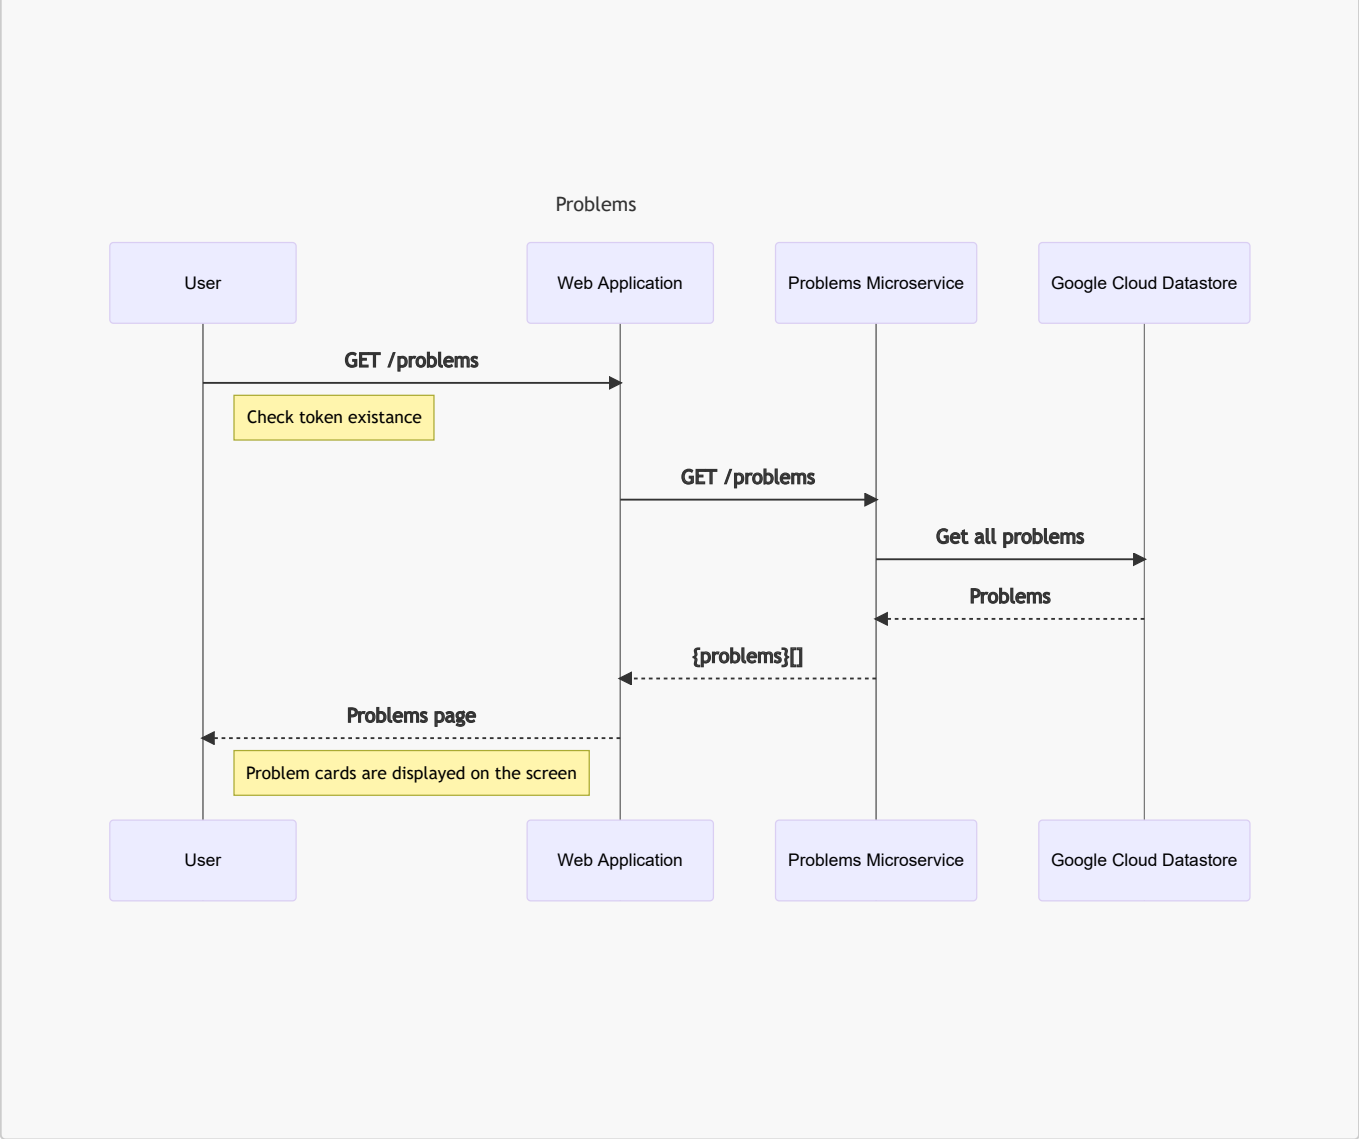 Problems
User
Web Application
Problems Microservice
Google Cloud Datastore
GET /problems
Check token existance
GET /problems
Get all problems
Problems
{problems}[]
Problems page
Problem cards are displayed on the screen
User
Web Application
Problems Microservice
Google Cloud Datastore